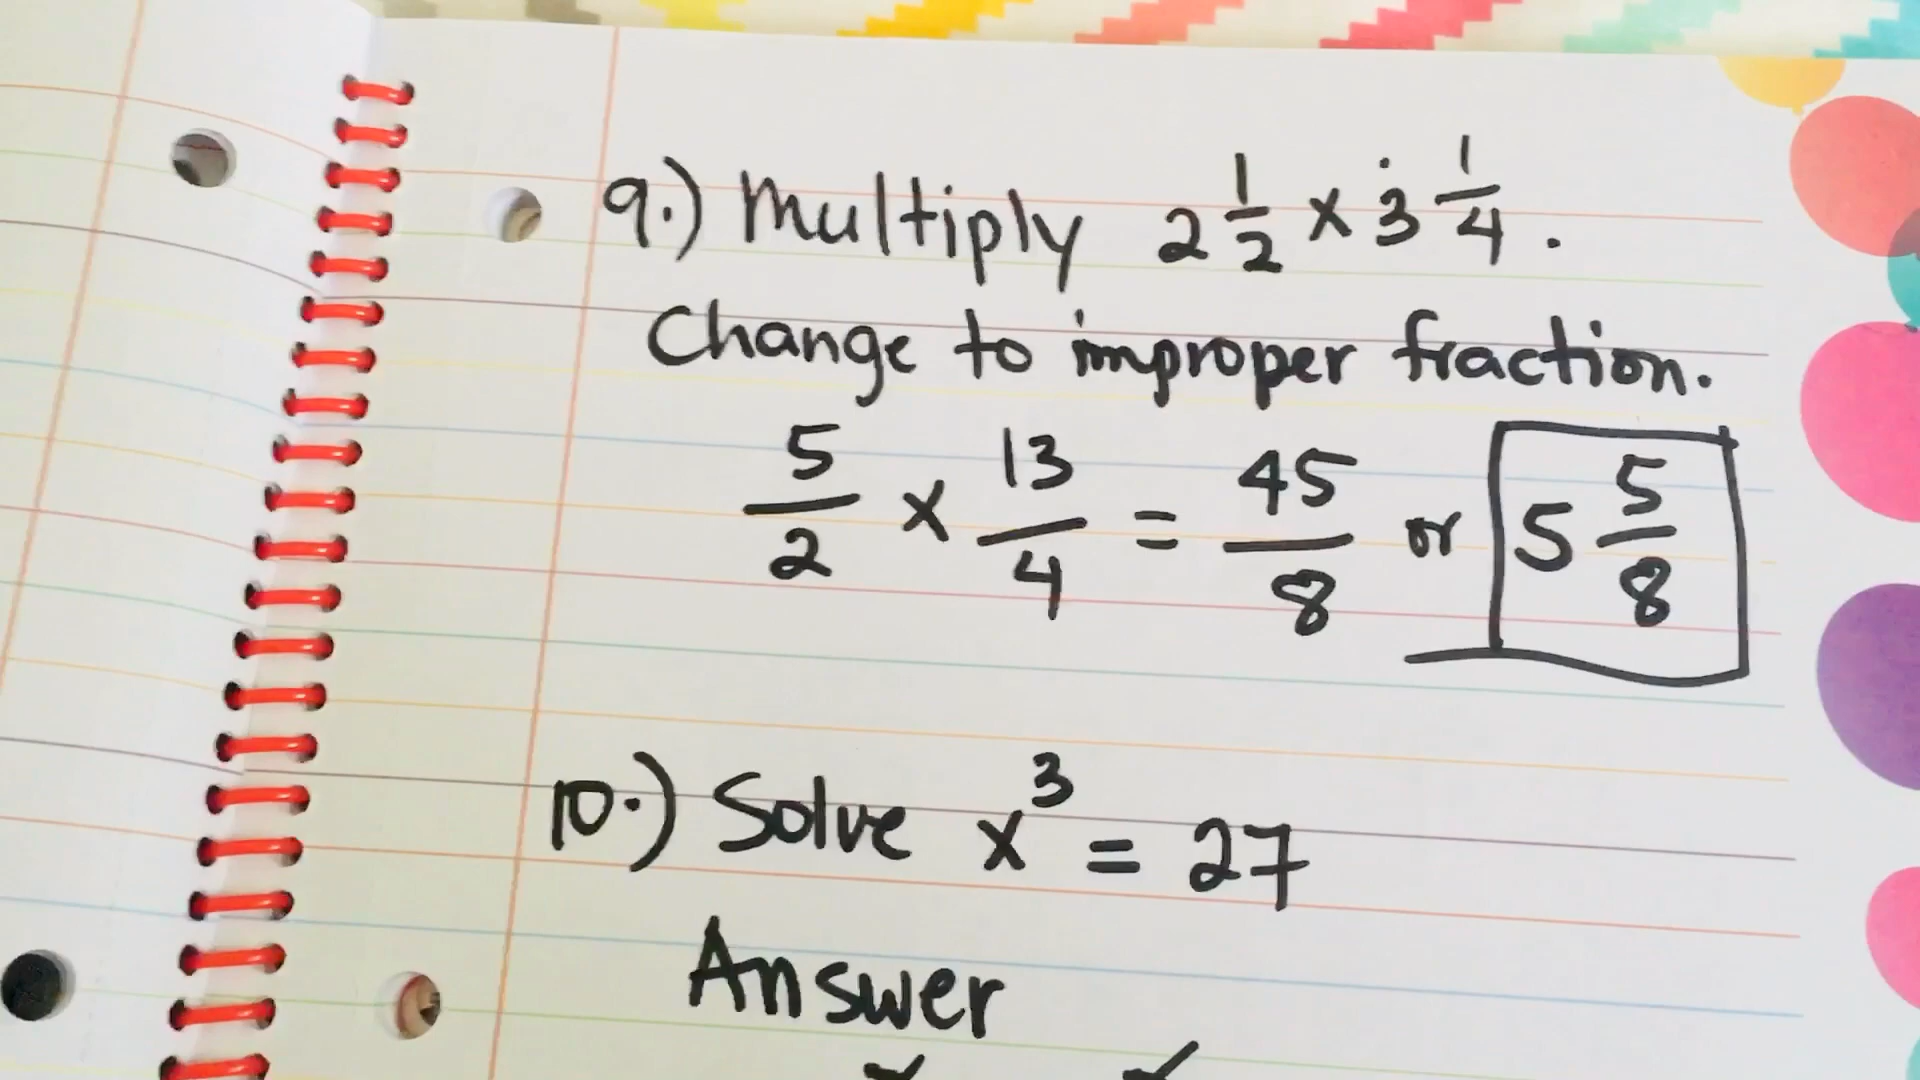 9.) Multiply 2 1/2 x 3 1/4 .
Change to improper fraction.
5/2 x 13/4 = 45/8 or 5 5/8
10.) Solve x³ = 27
Answer